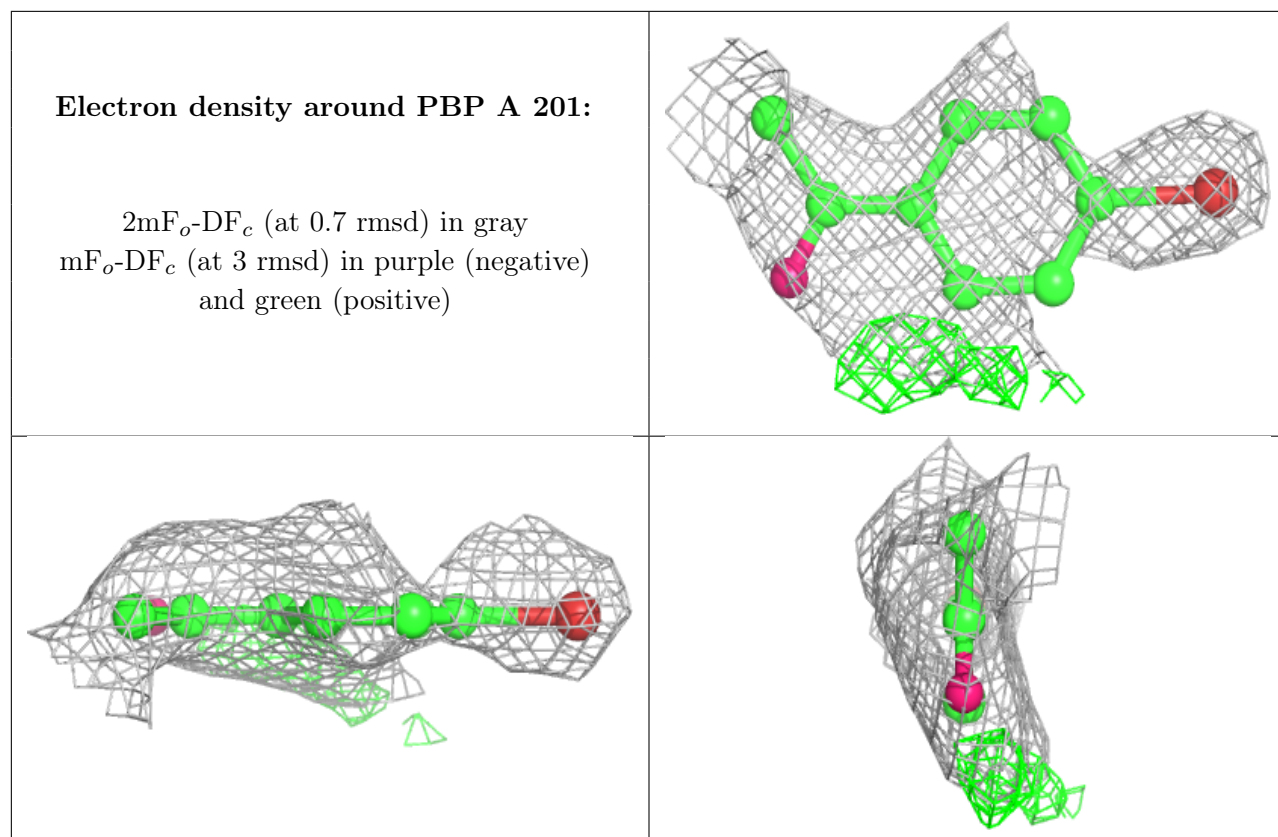 Electron density around PBP A 201:
2mFo-DFc (at 0.7 rmsd) in gray
mFo-DFc (at 3 rmsd) in purple (negative)
and green (positive)